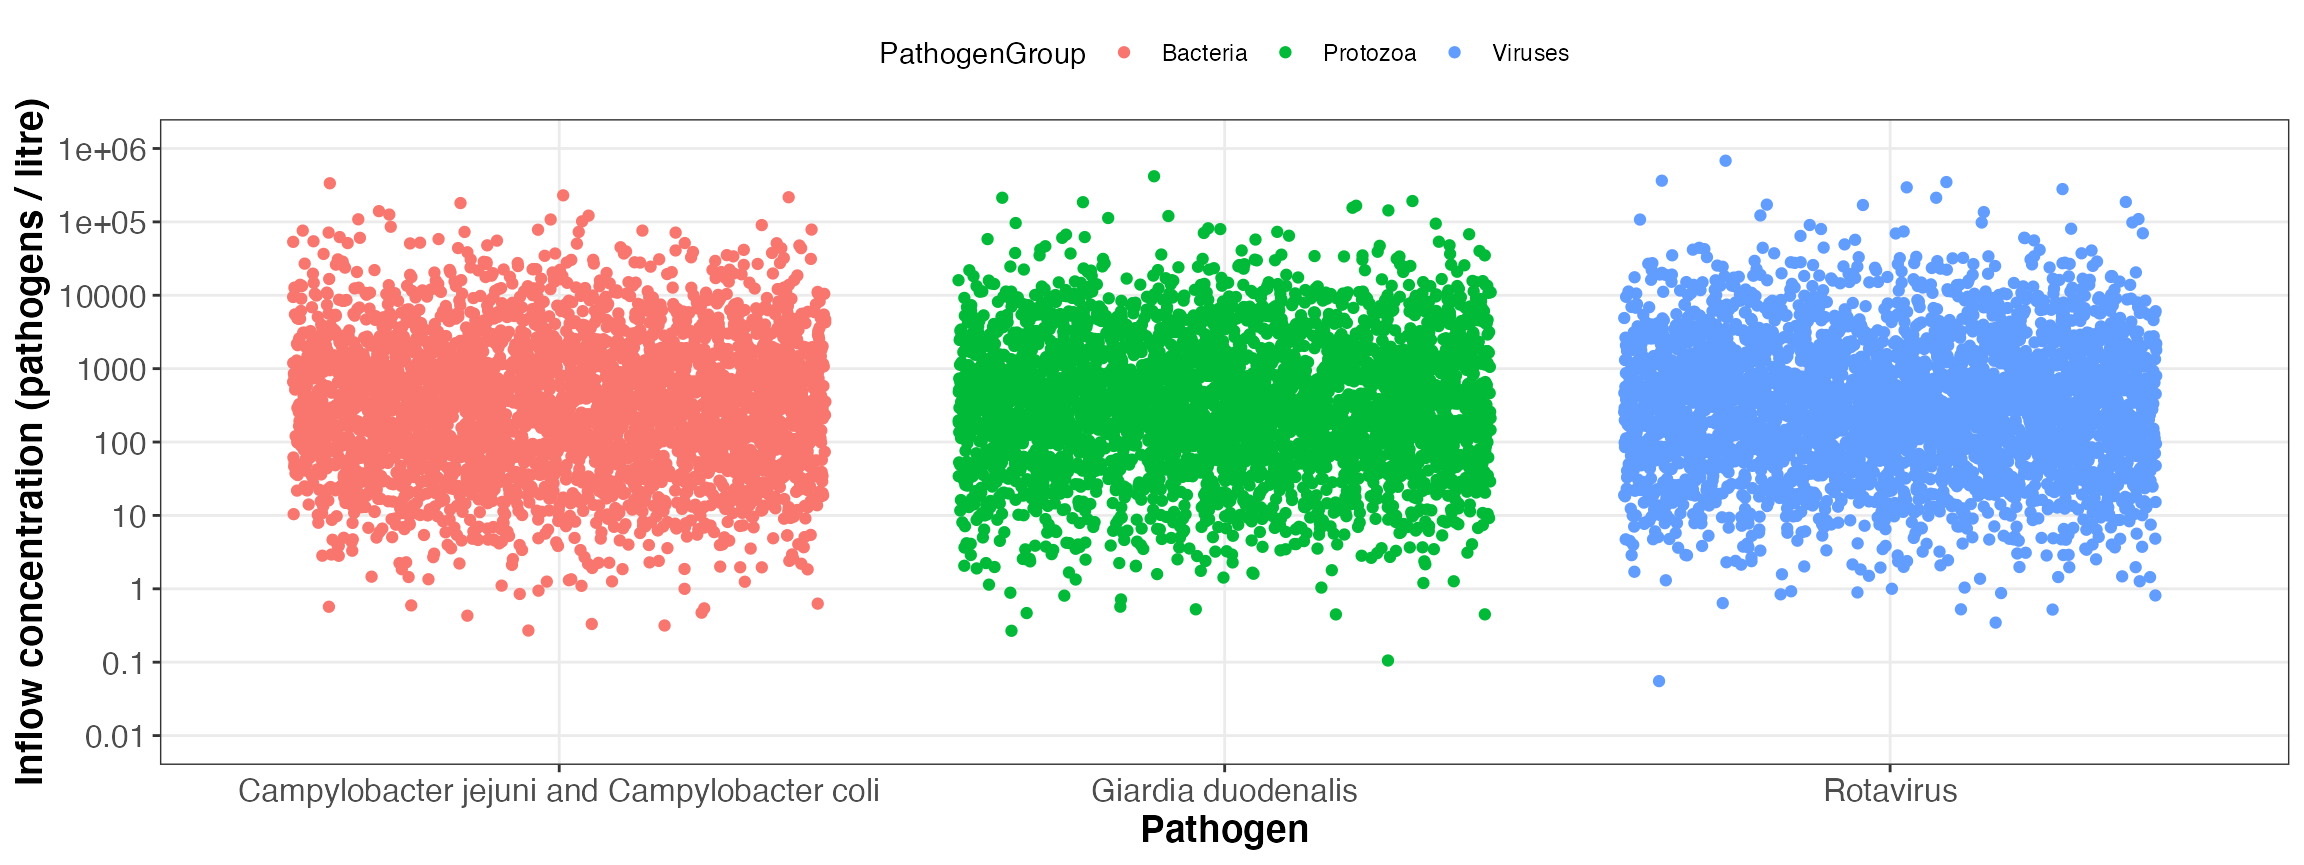 PathogenGroup Bacteria Protozoa Viruses
Inflow concentration (pathogens / litre)
1e+06
1e+05
10000
1000
100
10
1
0.1
0.01
Campylobacter jejuni and Campylobacter coli Giardia duodenalis Rotavirus
Pathogen